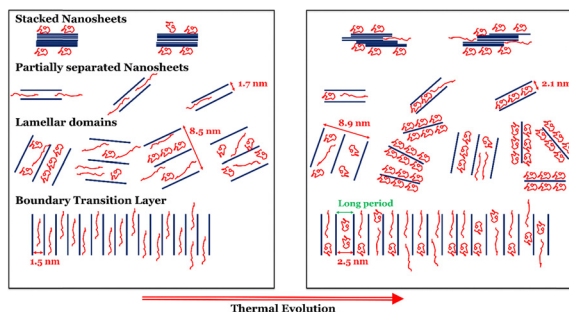 Stacked Nanosheets
Partially separated Nanosheets
1.7 nm
2.1 nm
Lamellar domains
8.5 nm
8.9 nm
Boundary Transition Layer
Long period
1.5 nm
2.5 nm
Thermal Evolution